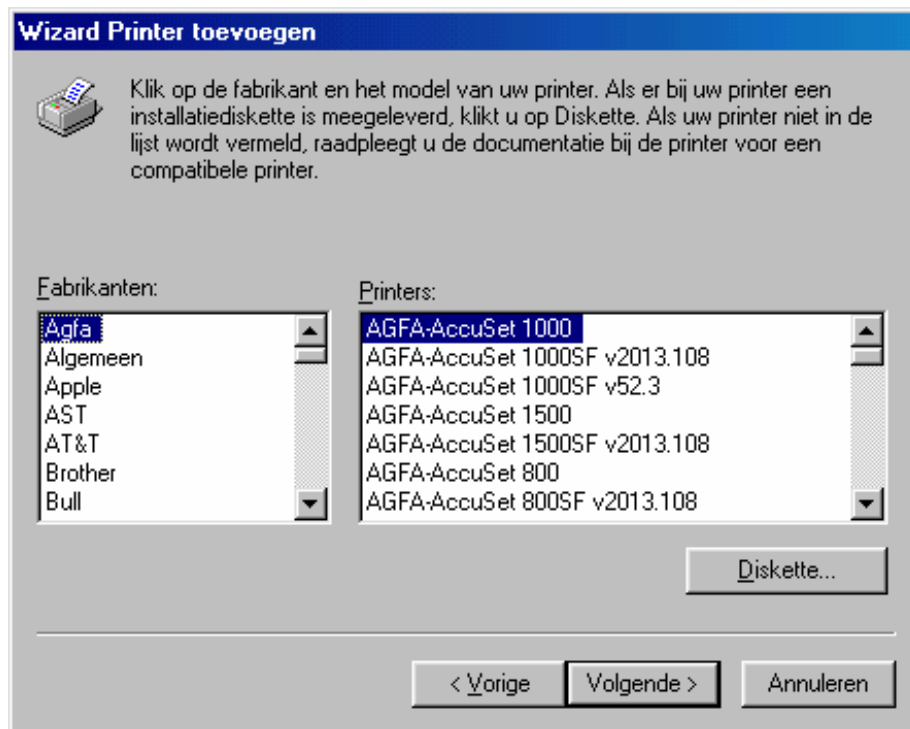 Wizard Printer toevoegen
Klik op de fabrikant en het model van uw printer. Als er bij uw printer een
installatiediskette is meegeleverd, klikt u op Diskette. Als uw printer niet in de
lijst wordt vermeld, raadpleegt u de documentatie bij de printer voor een
compatibele printer.
Fabrikanten:
Agfa
Algemeen
Apple
AST
AT&T
Brother
Bull
Printers:
AGFA-AccuSet 1000
AGFA-AccuSet 1000SF v2013.108
AGFA-AccuSet 1000SF v52.3
AGFA-AccuSet 1500
AGFA-AccuSet 1500SF v2013.108
AGFA-AccuSet 800
AGFA-AccuSet 800SF v2013.108
Diskette...
< Vorige
Volgende >
Annuleren